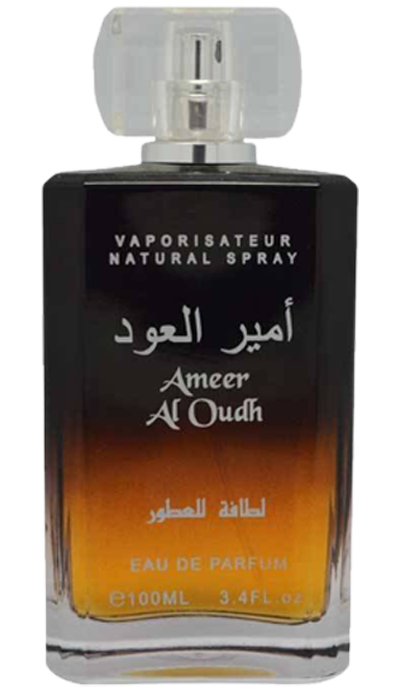 VAPORISATEUR
NATURAL SPRAY
أمير العود
Ameer
Al Oudh
لطافة للعطور
EAU DE PARFUM
℮100ML 3.4FL.oz